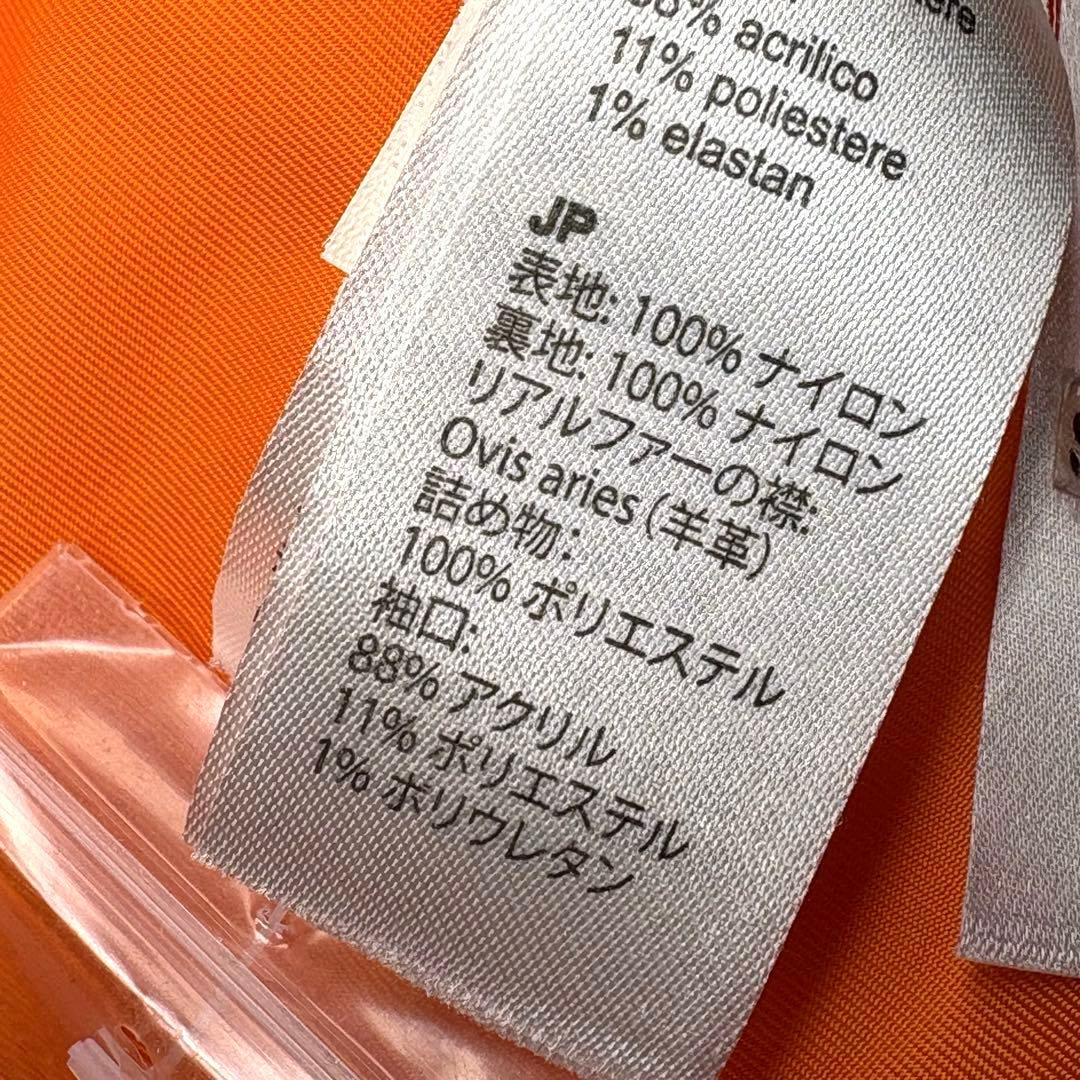 88% acrilico
11% poliestere
1% elastan
JP
表地: 100% ナイロン
裏地: 100% ナイロン
リアルファーの襟:
Ovis aries (羊革)
詰め物:
100% ポリエステル
袖口:
88% アクリル
11% ポリエステル
1% ポリウレタン